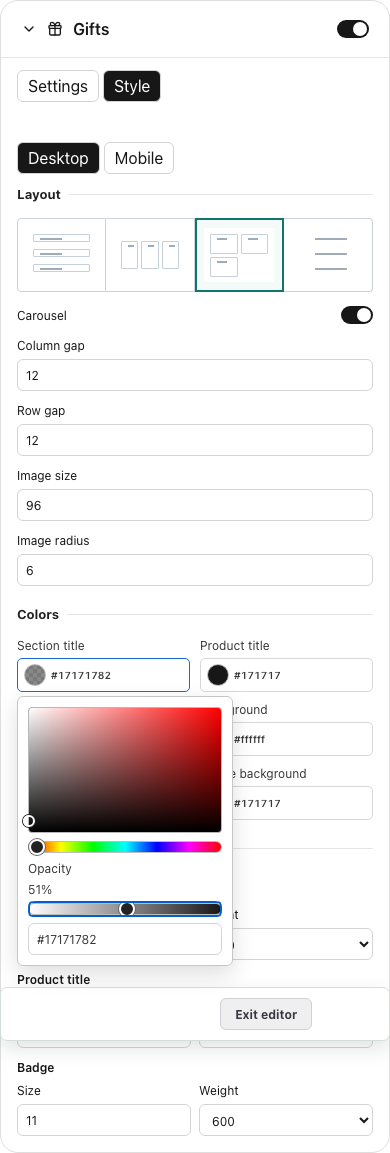 Gifts
Settings Style
Desktop Mobile
Layout
Carousel
Column gap
12
Row gap
12
Image size
96
Image radius
6
Colors
Section title Product title
#17171782 #171717
#ffffff
background
#171717
Opacity
51%
#17171782
Product title
Exit editor
Badge
Size Weight
11 600